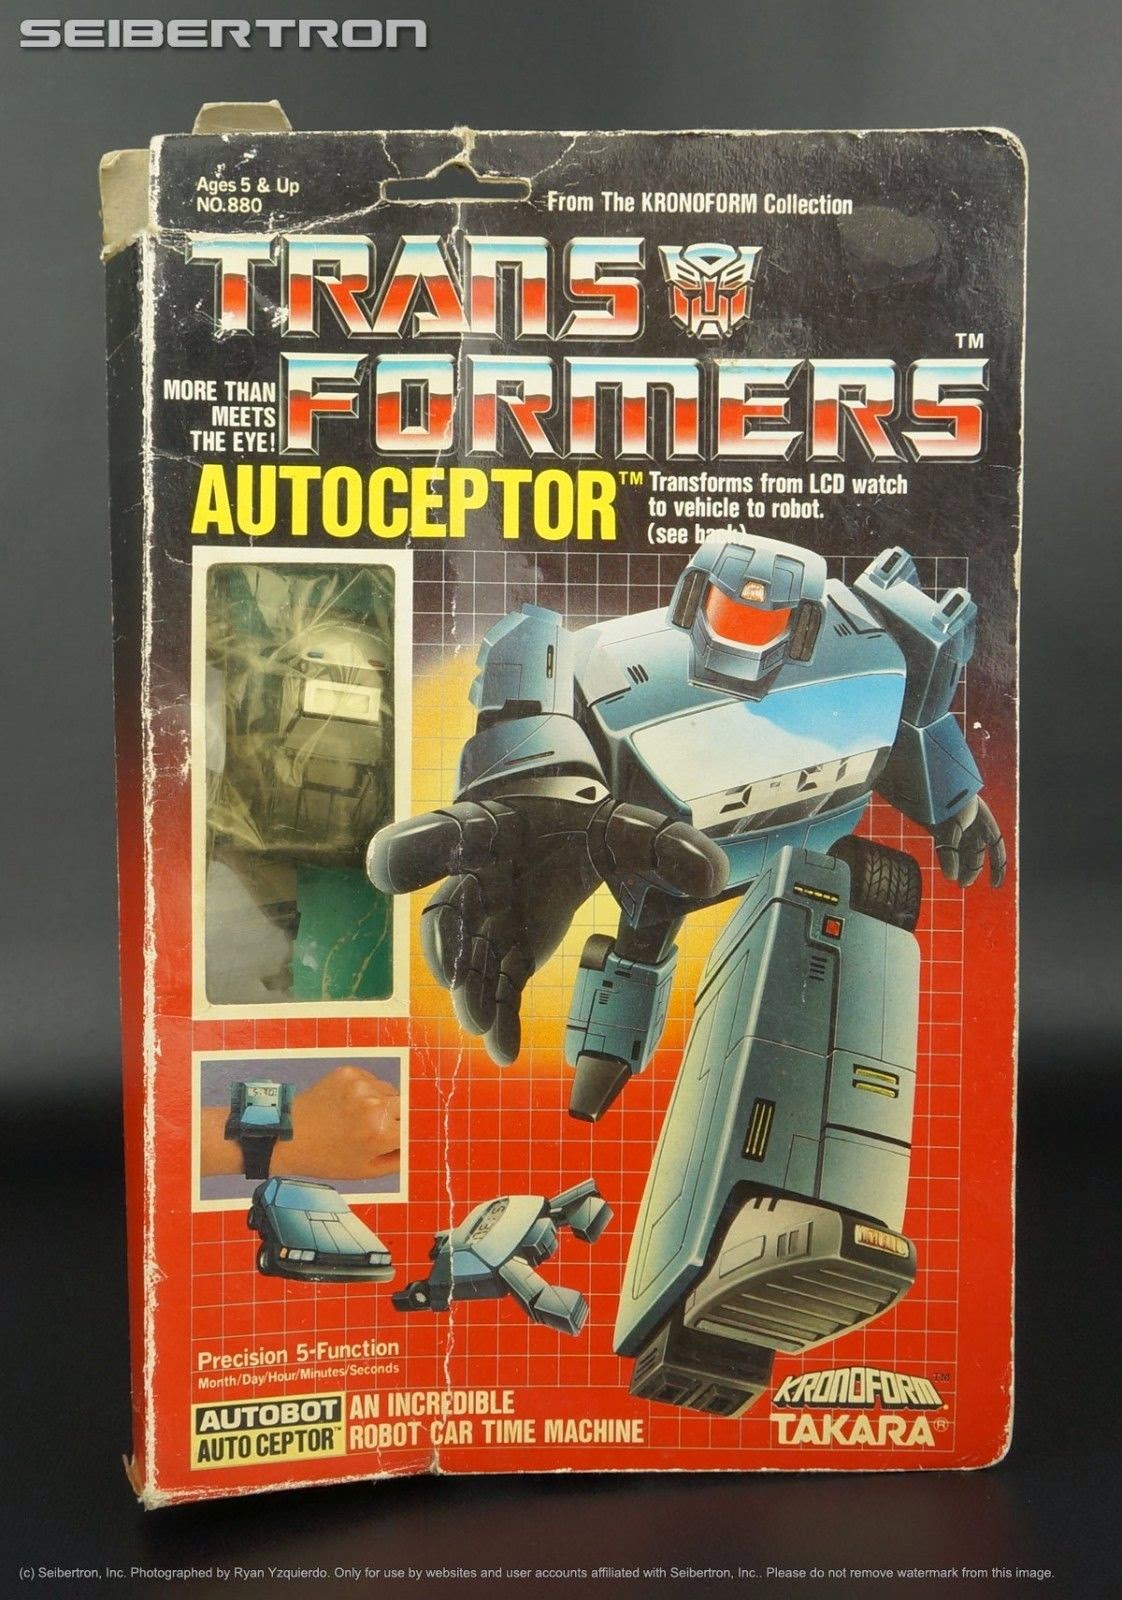 SEIBERTRON
Ages 5 & Up
NO.880
From The KRONOFORM Collection
TRANS
FORMERS™
MORE THAN
MEETS
THE EYE!
AUTOCEPTOR™
Transforms from LCD watch
to vehicle to robot.
(see back)
Precision 5-Function
Month/Day/Hour/Minutes/Seconds
AUTOBOT
AUTO CEPTOR™
AN INCREDIBLE
ROBOT CAR TIME MACHINE
KRONOFORM™.
TAKARA®
(c) Seibertron, Inc. Photographed by Ryan Yzquierdo. Only for use by websites and user accounts affiliated with Seibertron, Inc.. Please do not remove watermark from this image.